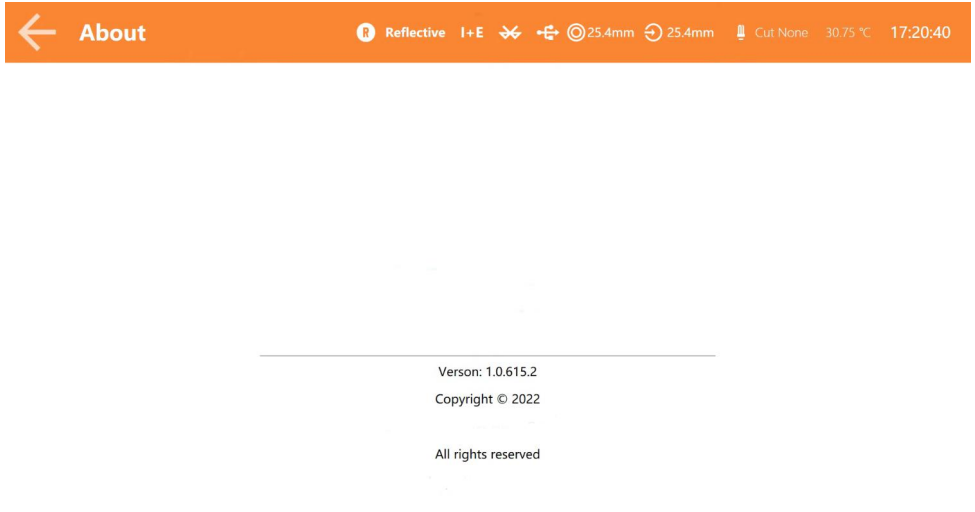 About
R Reflective I+E 25.4mm 25.4mm Cut None 30.75 ℃ 17:20:40
Verson: 1.0.615.2
Copyright © 2022
All rights reserved